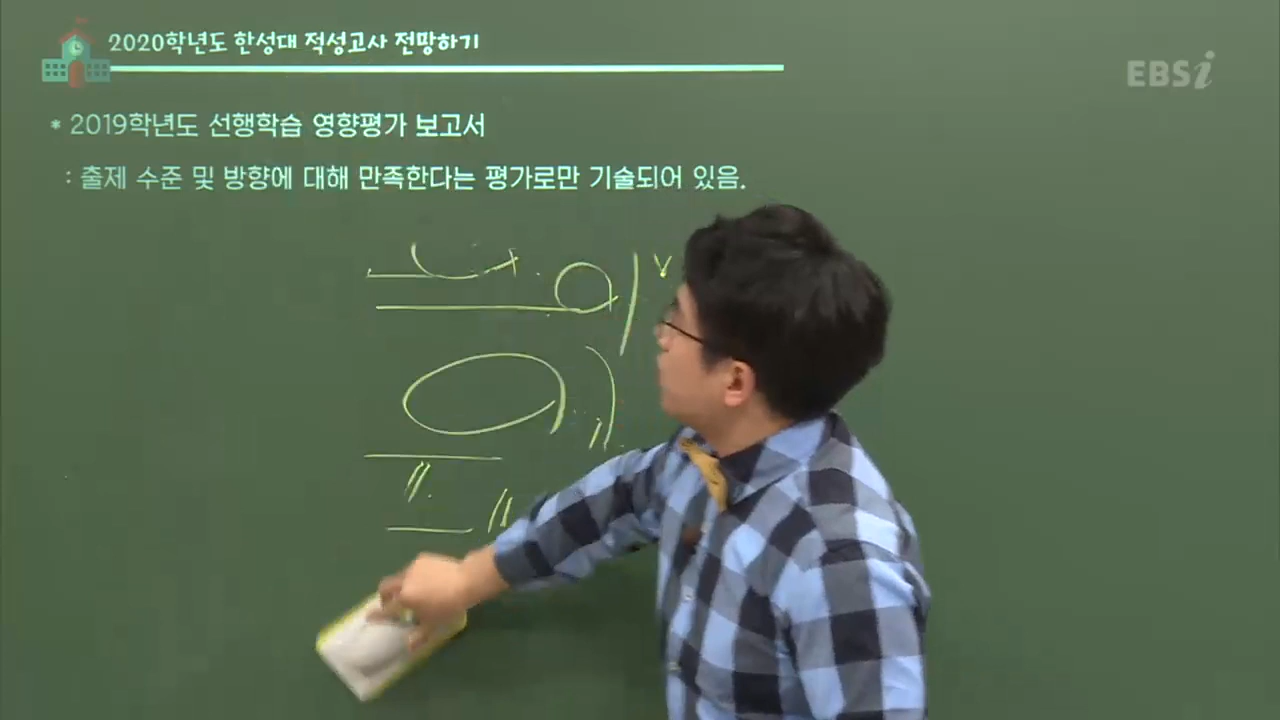 2020학년도 한성대 적성고사 전망하기
EBSi
* 2019학년도 선행학습 영향평가 보고서
: 출제 수준 및 방향에 대해 만족한다는 평가로만 기술되어 있음.